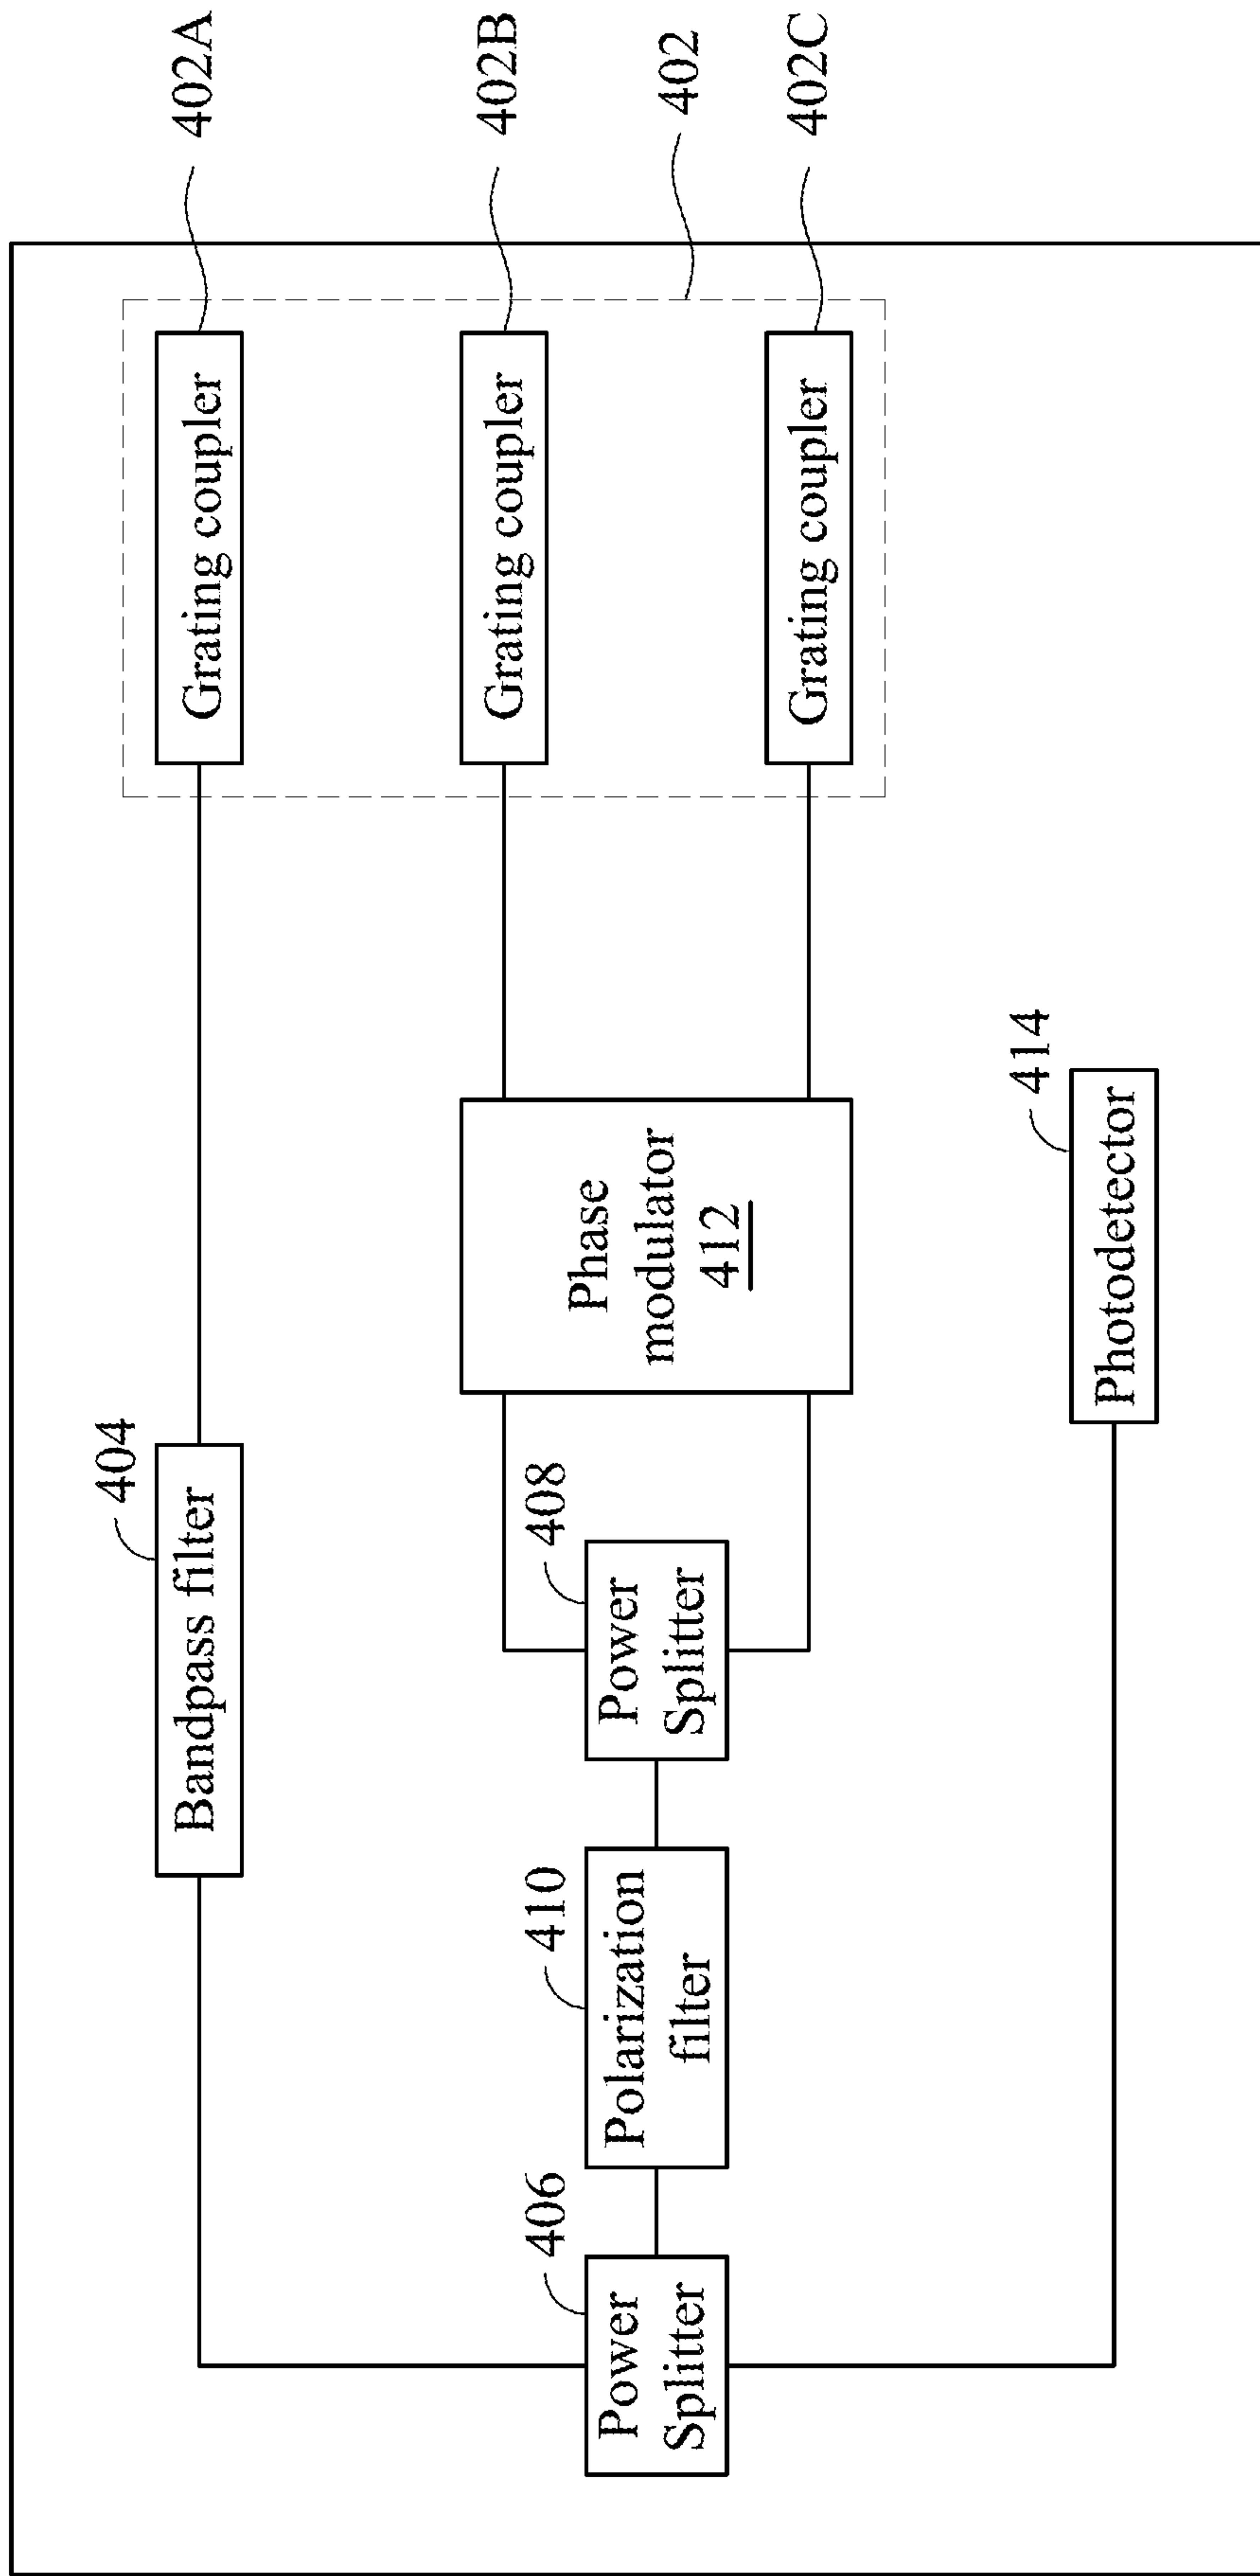 402A
402B
402
402C
Grating coupler
Grating coupler
Grating coupler
404
Bandpass filter
Phase
modulator
412
414
Photodetector
408
Power
Splitter
410
Polarization
filter
406
Power
Splitter